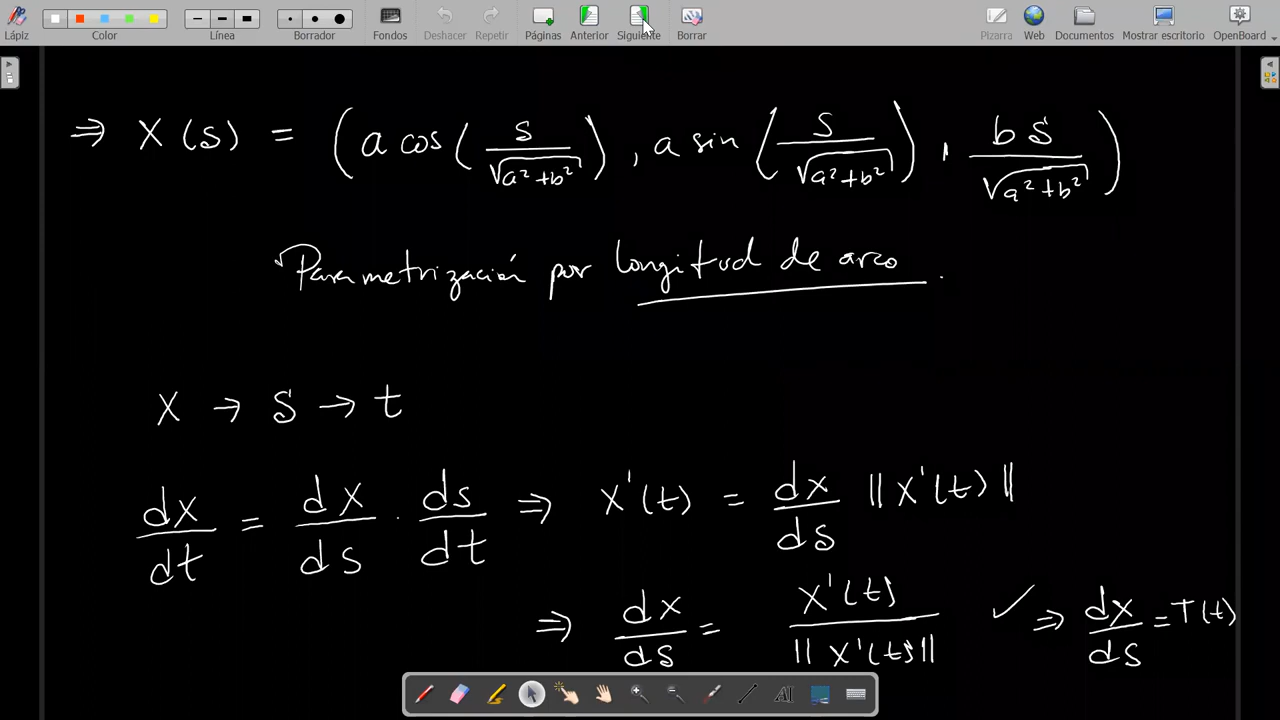 Lápiz Color Línea Borrador Fondos Deshacer Repetir Páginas Anterior Siguiente Borrar Pizarra Web Documentos Mostrar escritorio OpenBoard
⇒ X(s) = (a cos(s/√(a²+b²)), a sin(s/√(a²+b²)), bs/√(a²+b²))
Parametrización por longitud de arco.
X → s → t
dx/dt = dx/ds · ds/dt ⇒ x'(t) = dx/ds ||x'(t)||
⇒ dx/ds = x'(t)/||x'(t)|| ✓ ⇒ dx/ds = T(t)